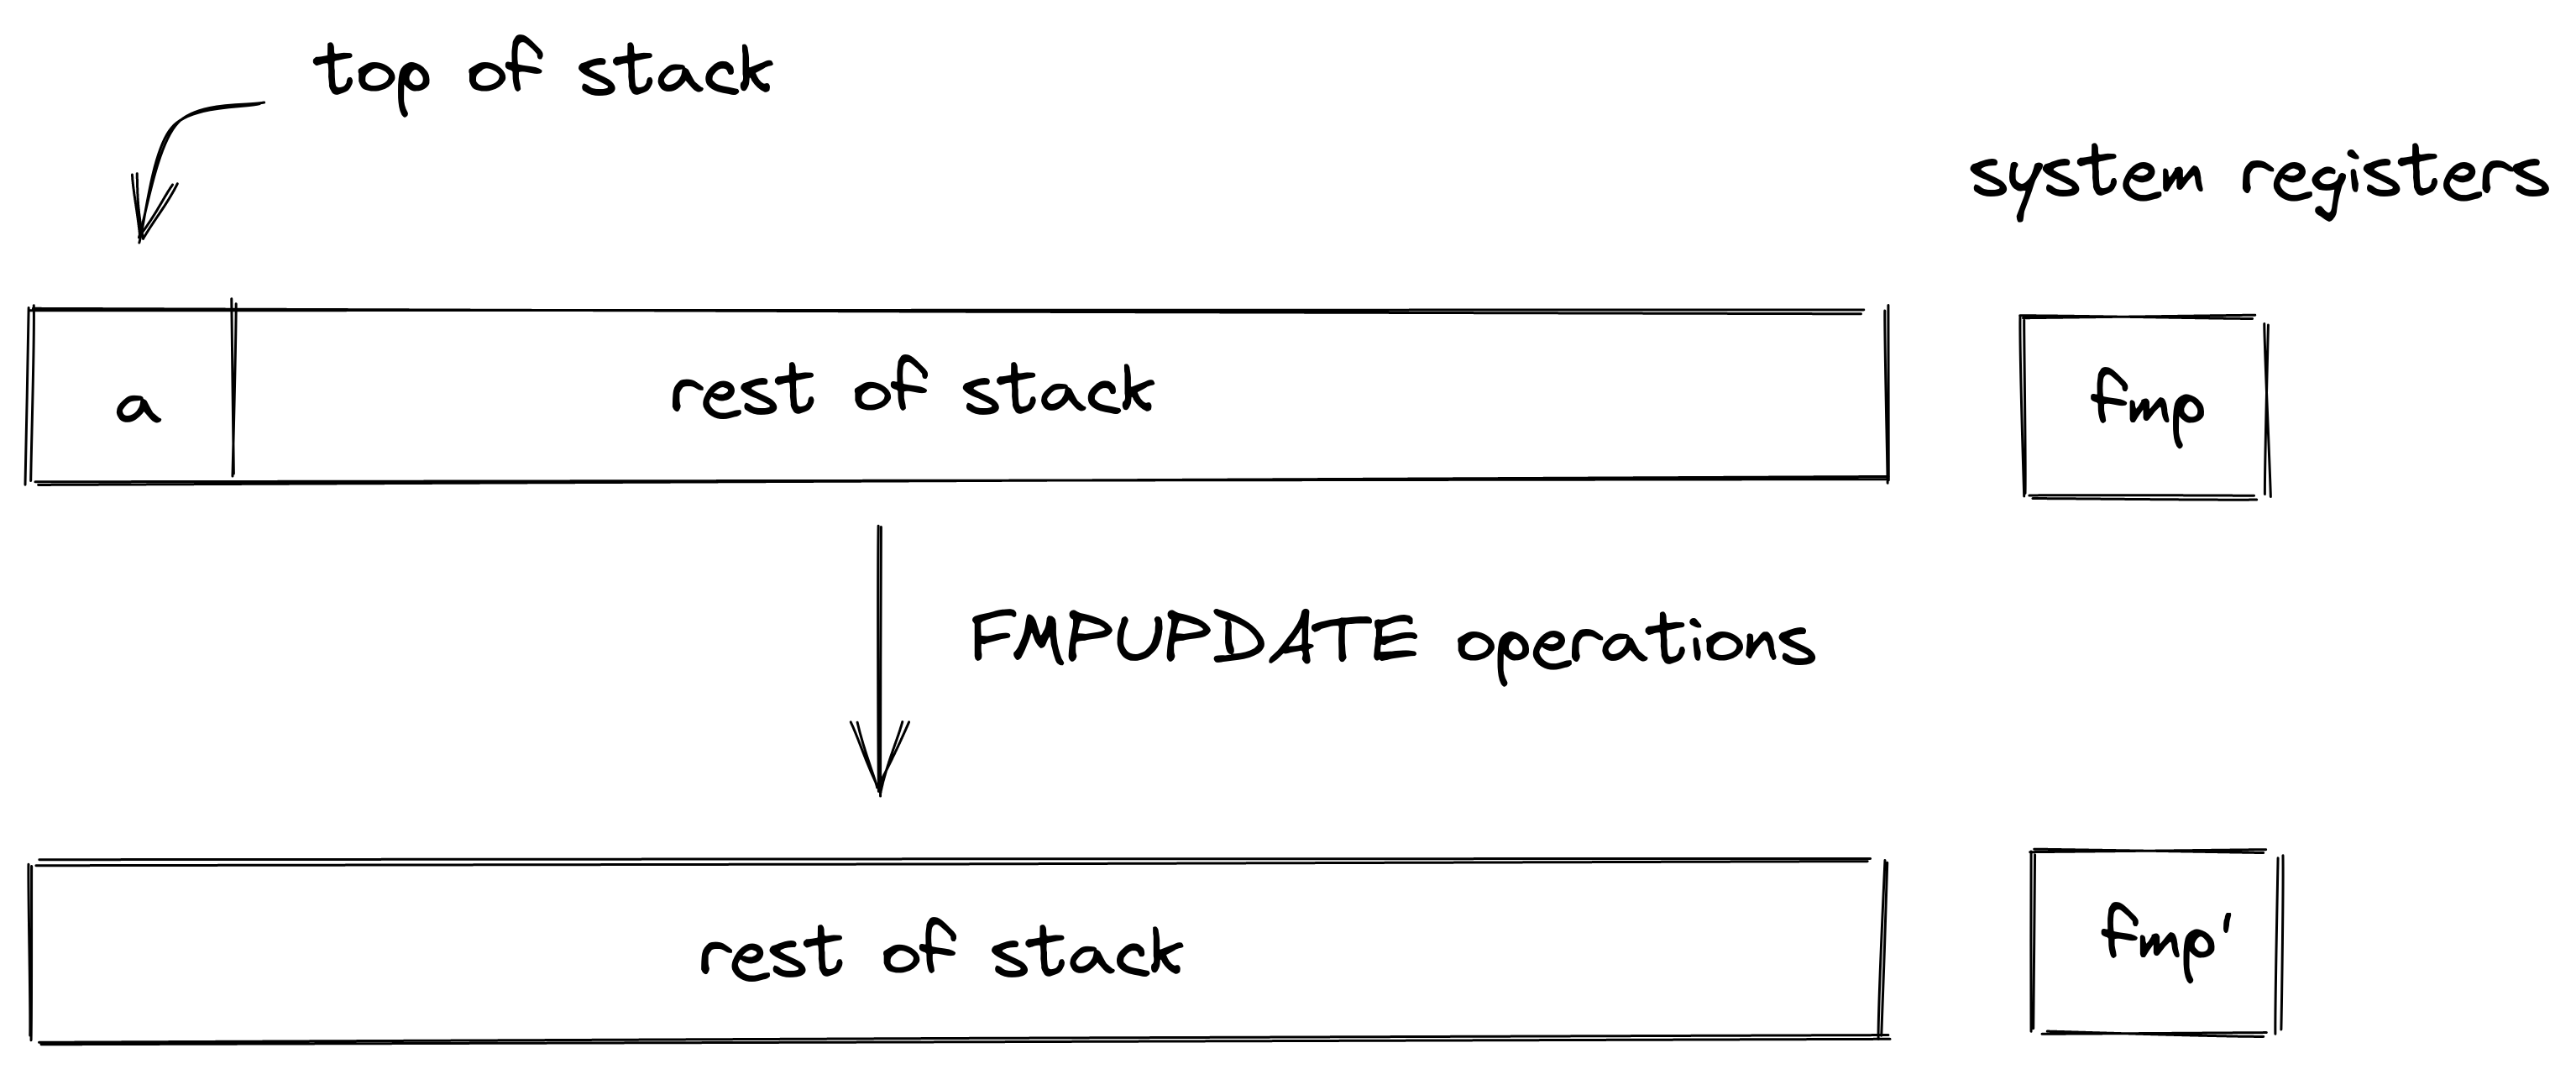 top of stack
system registers
a
rest of stack
fmp
FMPUPDATE operations
rest of stack
fmp'